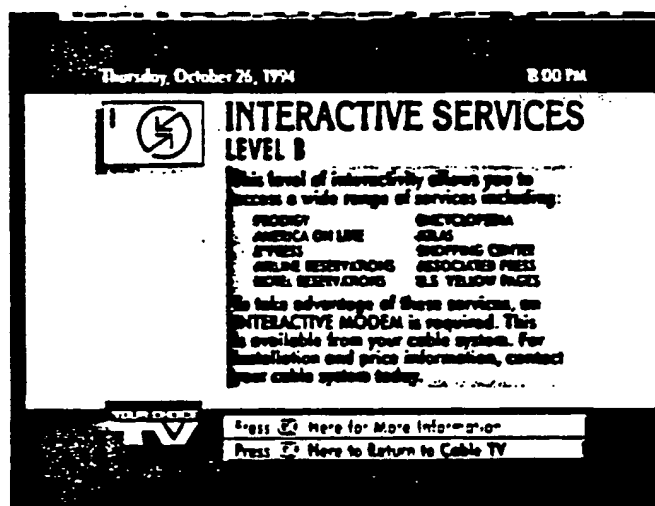 Thursday, October 26, 1994 8:00 PM
INTERACTIVE SERVICES
LEVEL B
This level of interactivity allows you to
access a wide range of services including:
PRODIGY ENCYCLOPEDIA
AMERICA ON LINE ATLAS
X*PRESS SHOPPING CENTER
AIRLINE RESERVATIONS ASSOCIATED PRESS
HOTEL RESERVATIONS U.S. YELLOW PAGES
To take advantage of these services, an
INTERACTIVE MODEM is required. This
is available from your cable system. For
installation and price information, contact
your cable system today.
YOUR CHOICE
TV
Press Here for More Information
Press Here to Return to Cable TV